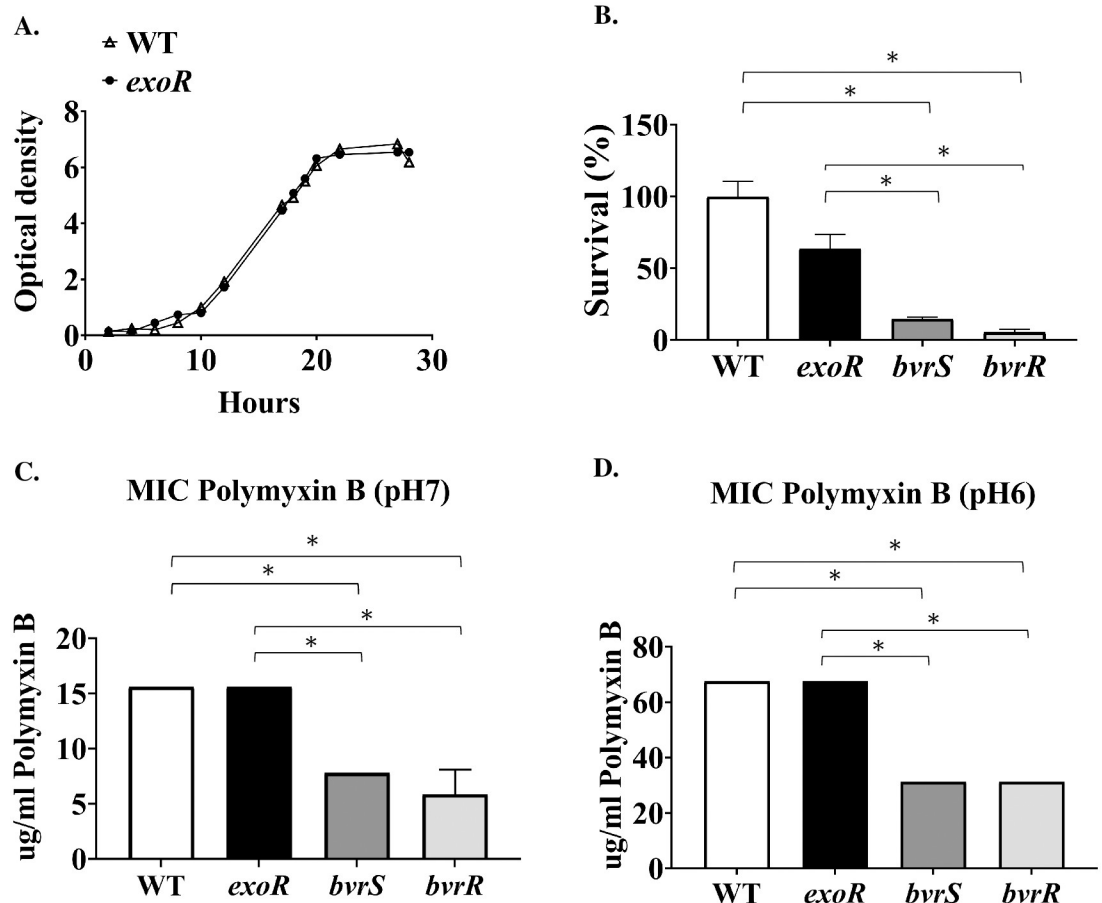 A.
WT
exoR
8
6
4
2
0
0 10 20 30
Optical density
Hours
B.
* 
*
*
*
150
100
50
0
Survival (%)
WT exoR bvrS bvrR
C.
MIC Polymyxin B (pH7)
*
*
*
*
20
15
10
5
0
ug/ml Polymyxin B
WT exoR bvrS bvrR
D.
MIC Polymyxin B (pH6)
*
*
*
*
80
60
40
20
0
ug/ml Polymyxin B
WT exoR bvrS bvrR